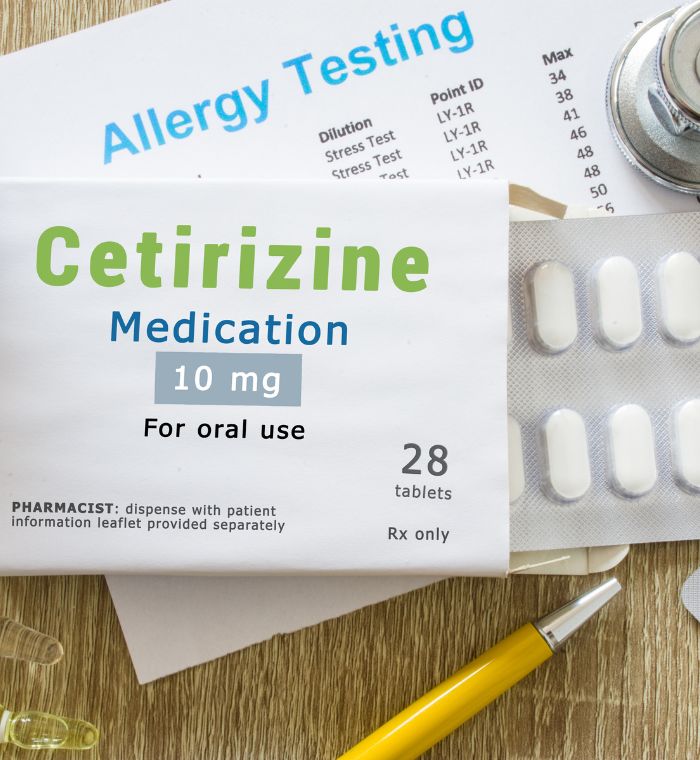 Allergy Testing
Dilution Point ID Max
Stress Test LY-1R 34
Stress Test LY-1R 38
Test LY-1R 41
LY-1R 46
48
48
50
56
Cetirizine
Medication
10 mg
For oral use
28
tablets
PHARMACIST: dispense with patient
information leaflet provided separately
Rx only